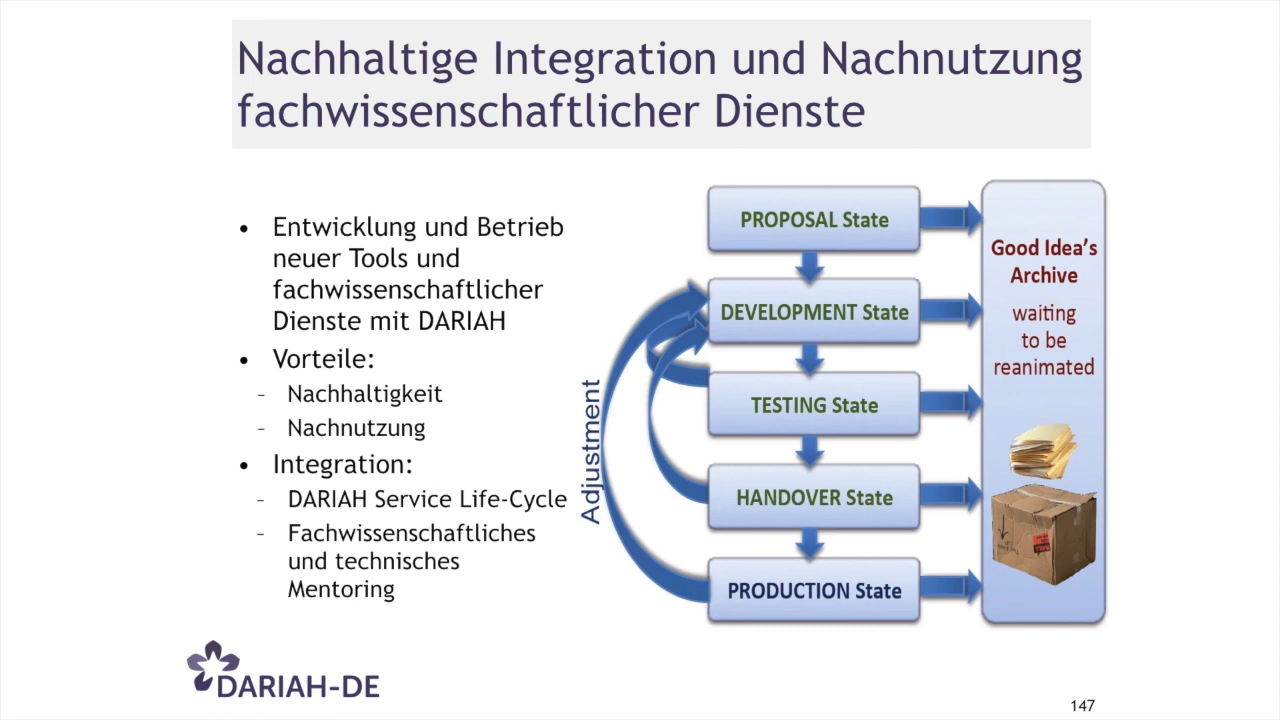 Nachhaltige Integration und Nachnutzung
fachwissenschaftlicher Dienste
• Entwicklung und Betrieb
neuer Tools und
fachwissenschaftlicher
Dienste mit DARIAH
• Vorteile:
– Nachhaltigkeit
– Nachnutzung
• Integration:
– DARIAH Service Life-Cycle
– Fachwissenschaftliches
und technisches
Mentoring
Adjustment
PROPOSAL State
DEVELOPMENT State
TESTING State
HANDOVER State
PRODUCTION State
Good Idea's
Archive
waiting
to be
reanimated
DARIAH-DE
147